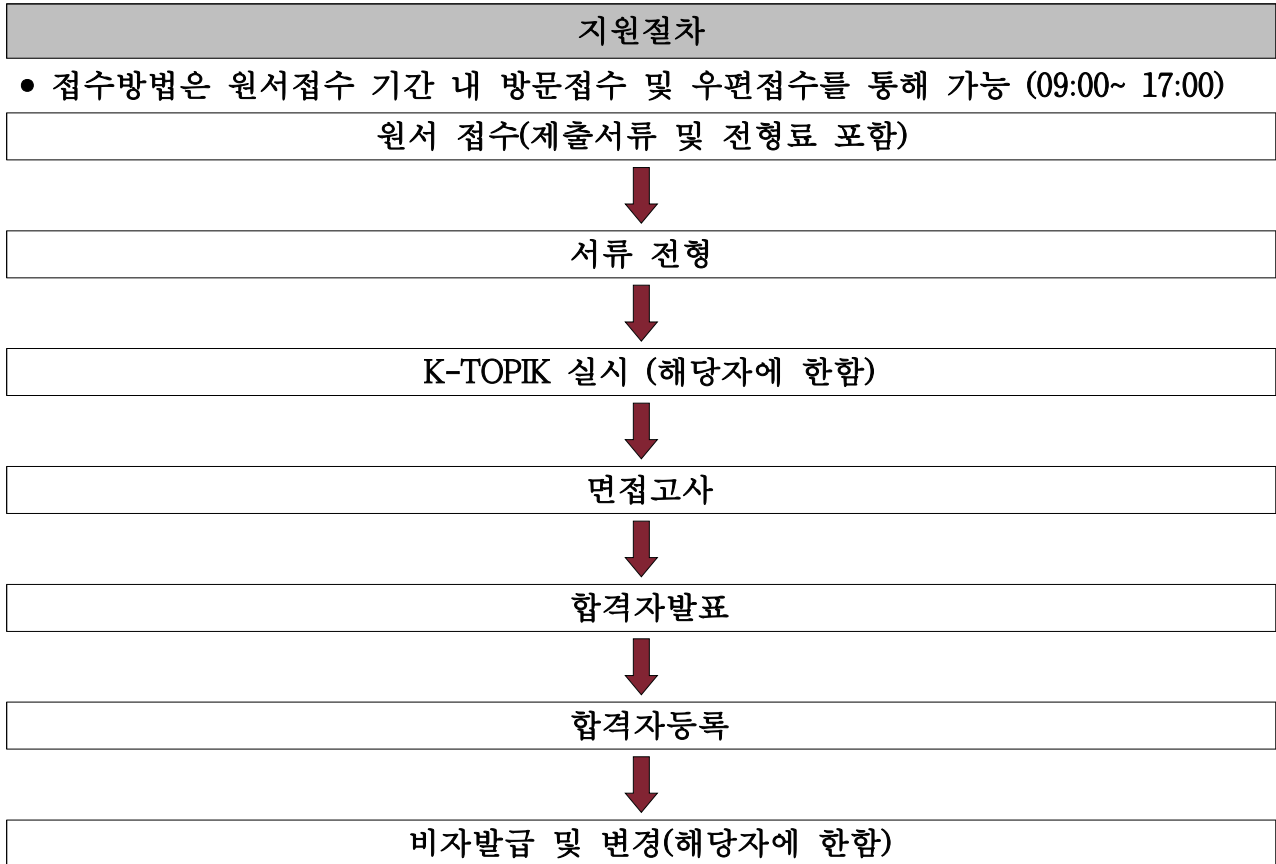 지원절차
• 접수방법은 원서접수 기간 내 방문접수 및 우편접수를 통해 가능 (09:00~ 17:00)
원서 접수(제출서류 및 전형료 포함)
서류 전형
K-TOPIK 실시 (해당자에 한함)
면접고사
합격자발표
합격자등록
비자발급 및 변경(해당자에 한함)